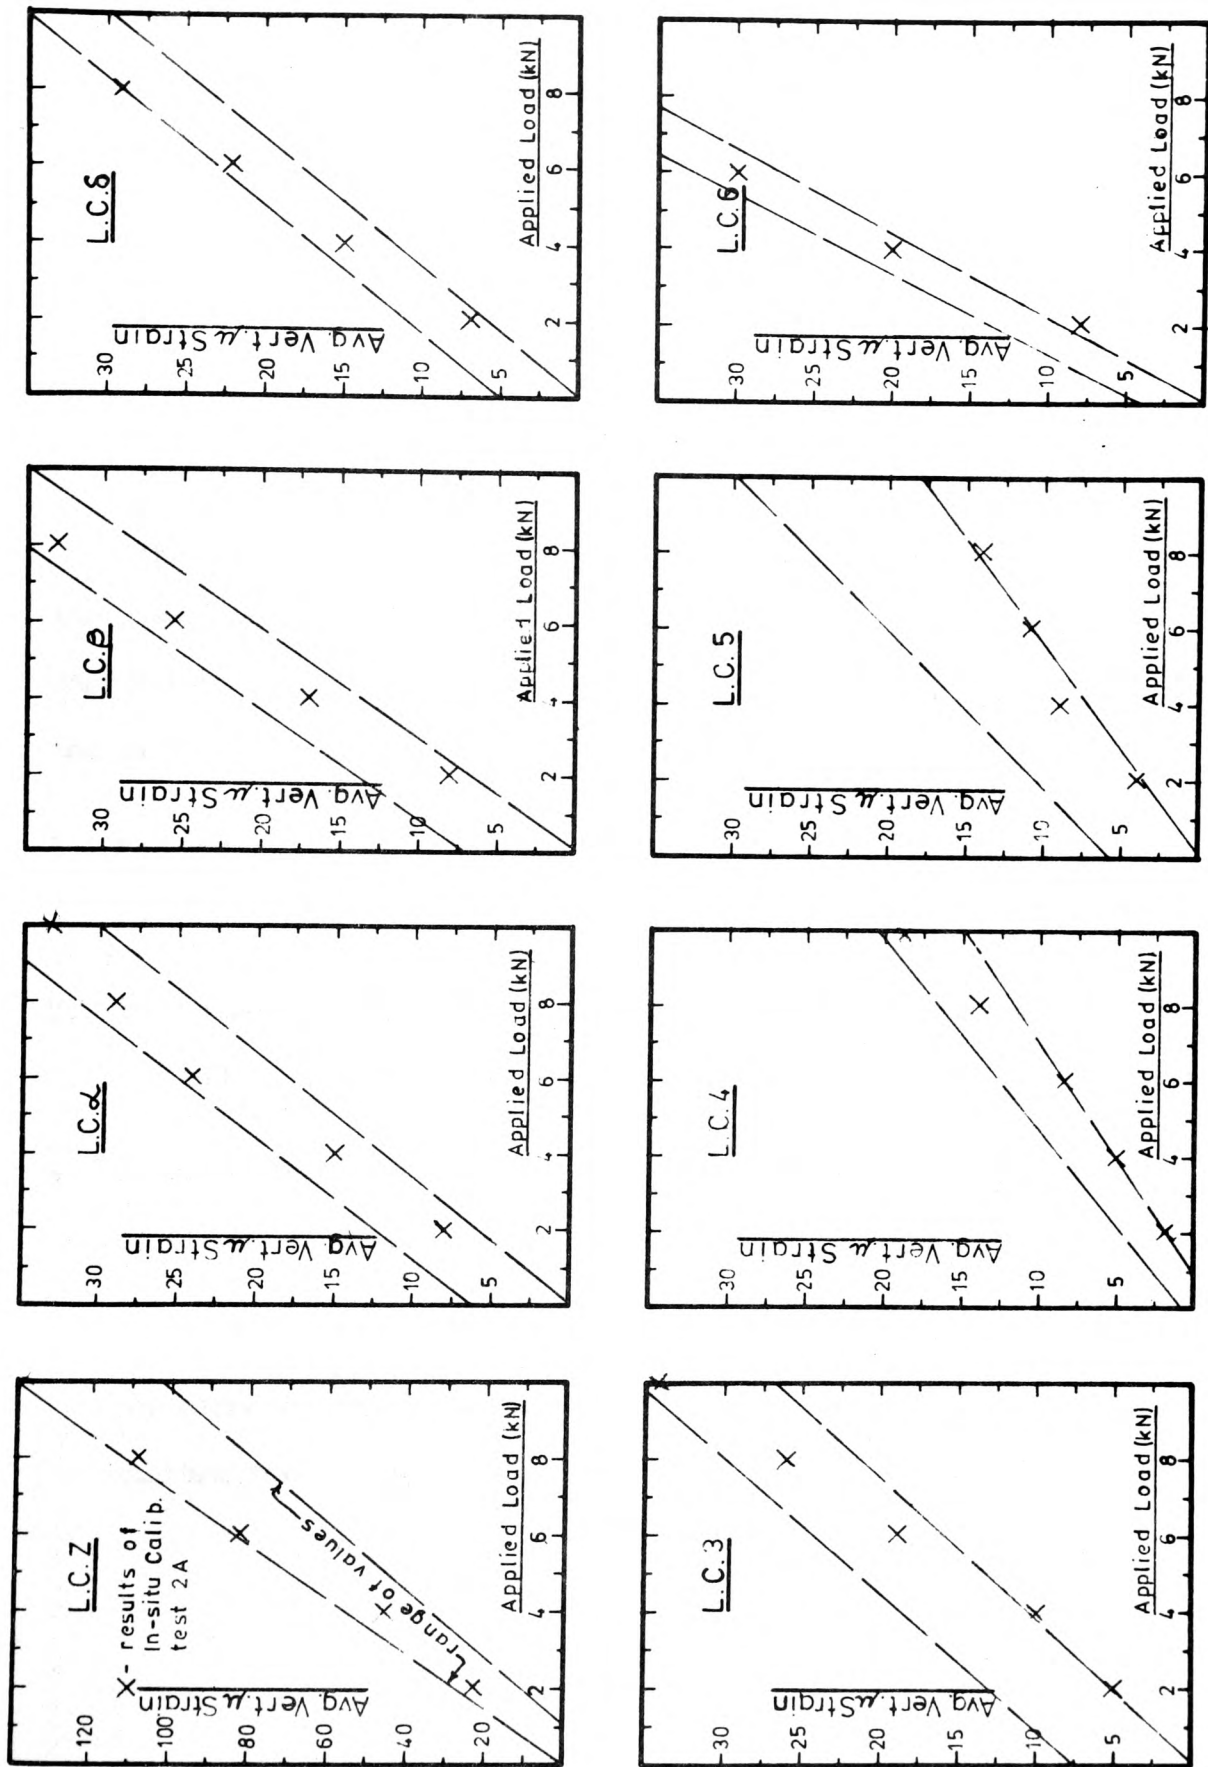 L.C.Z
X - results of
In-situ Calib.
test 2A
range of values
Avg. Vert. μ Strain
120
100
80
60
40
20
2
4
6
8
Applied Load (kN)
L.C.α
Avg. Vert. μ Strain
30
25
20
15
10
5
2
4
6
8
Applied Load (kN)
L.C.β
Avg. Vert. μ Strain
30
25
20
15
10
5
2
4
6
8
Applied Load (kN)
L.C.δ
Avg. Vert. μ Strain
30
25
20
15
10
5
2
4
6
8
Applied Load (kN)
L.C.3
Avg. Vert. μ Strain
30
25
20
15
10
5
2
4
6
8
Applied Load (kN)
L.C.4
Avg. Vert. μ Strain
30
25
20
15
10
5
2
4
6
8
Applied Load (kN)
L.C.5
Avg. Vert. μ Strain
30
25
20
15
10
5
2
4
6
8
Applied Load (kN)
L.C.6
Avg. Vert. μ Strain
30
25
20
15
10
5
2
4
6
8
Applied Load (kN)